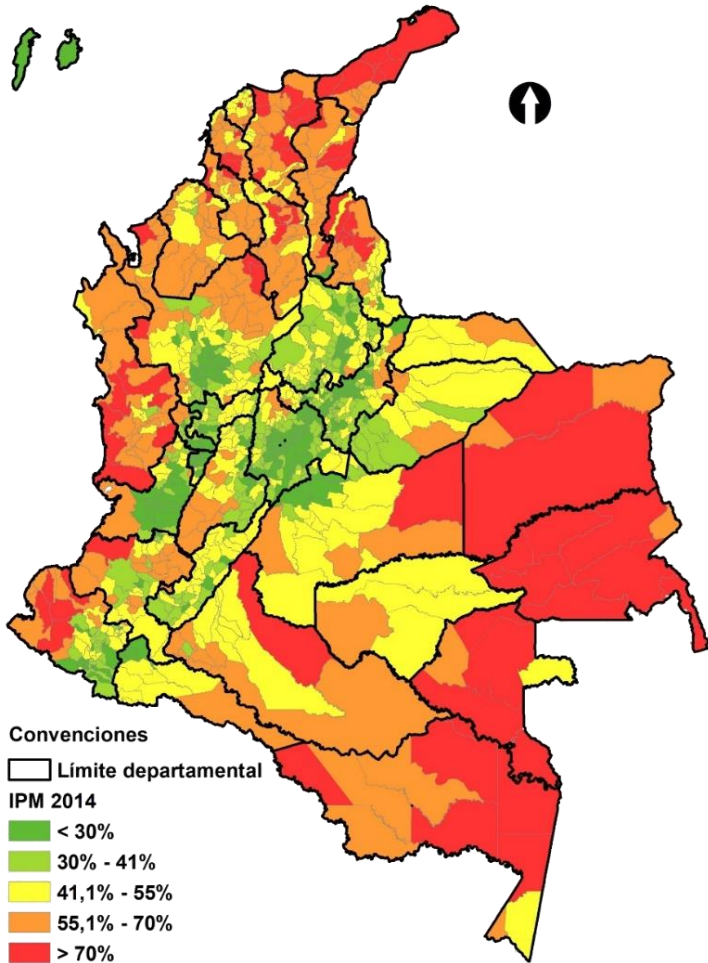 Convenciones
Límite departamental
IPM 2014
< 30%
30% - 41%
41,1% - 55%
55,1% - 70%
> 70%